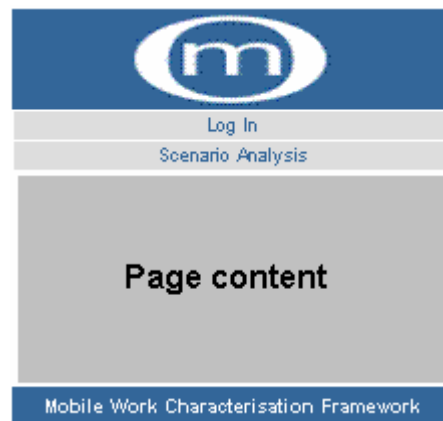 m
Log In
Scenario Analysis
Page content
Mobile Work Characterisation Framework